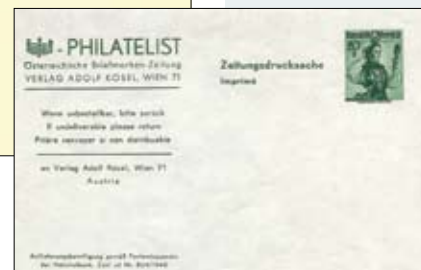 PHILATELIST
Österreichische Briefmarken-Zeitung
VERLAG ADOLF KOSEL, WIEN 71
Zeitungsdrucksache
Imprimé
Wenn unbestellbar, bitte zurück
If undeliverable please return
Prière renvoyer si non distribuable
an Verlag Adolf Kosel, Wien 71
Austria